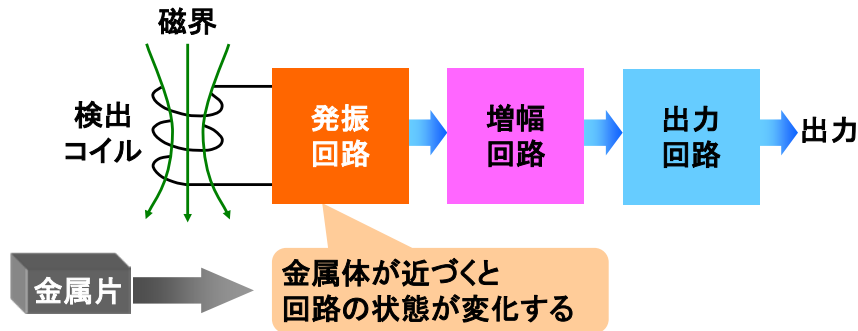 磁界
検出
コイル
発振
回路
増幅
回路
出力
回路
出力
金属片
金属体が近づくと
回路の状態が変化する